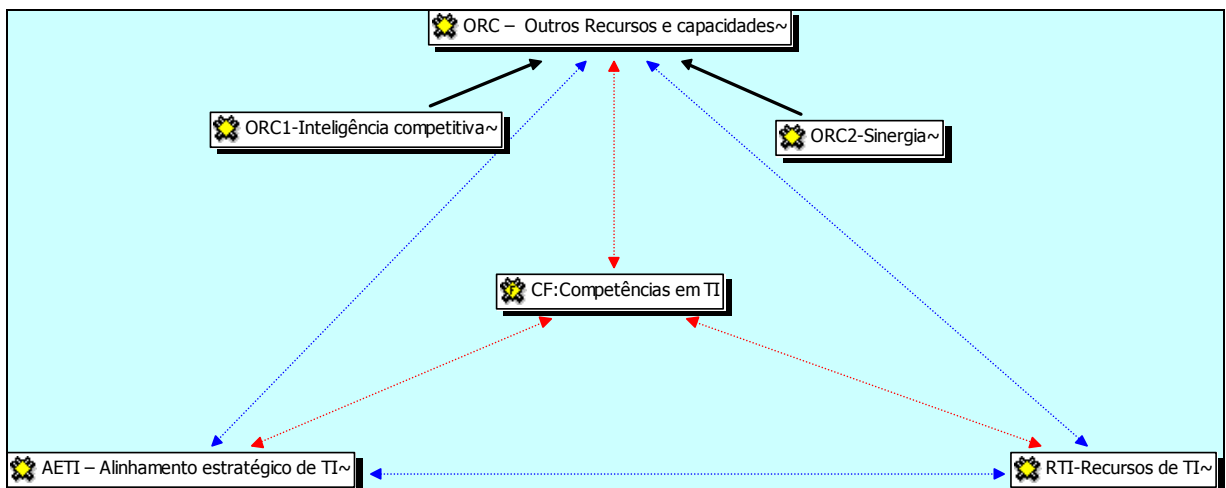 ORC – Outros Recursos e capacidades~
ORC1-Inteligência competitiva~
ORC2-Sinergia~
CF:Competências em TI
AETI – Alinhamento estratégico de TI~
RTI-Recursos de TI~